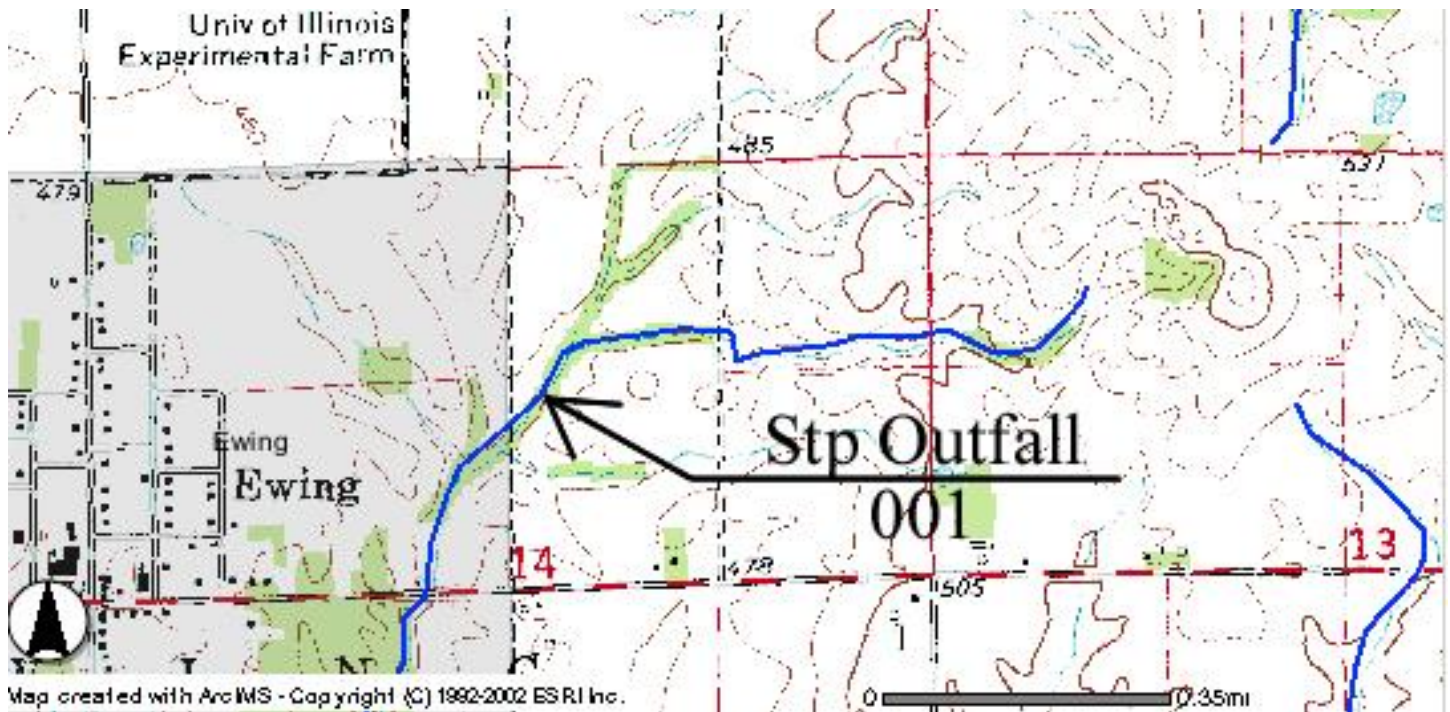 Univ of Illinois
Experimental Farm
485
479
Ewing
Ewing
Stp Outfall
001
14
13
478
505
Map created with ArcIMS - Copyright (C) 1992-2002 ESRI Inc.
0
0.35mi